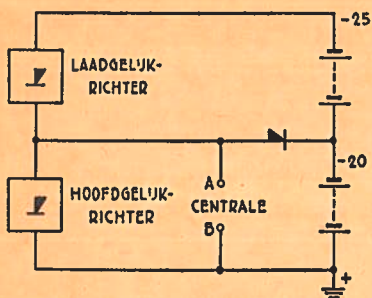 -25
LAADGELIJK-
RICHTER
-20
A
HOOFDGELIJK-
RICHTER
CENTRALE
B
+